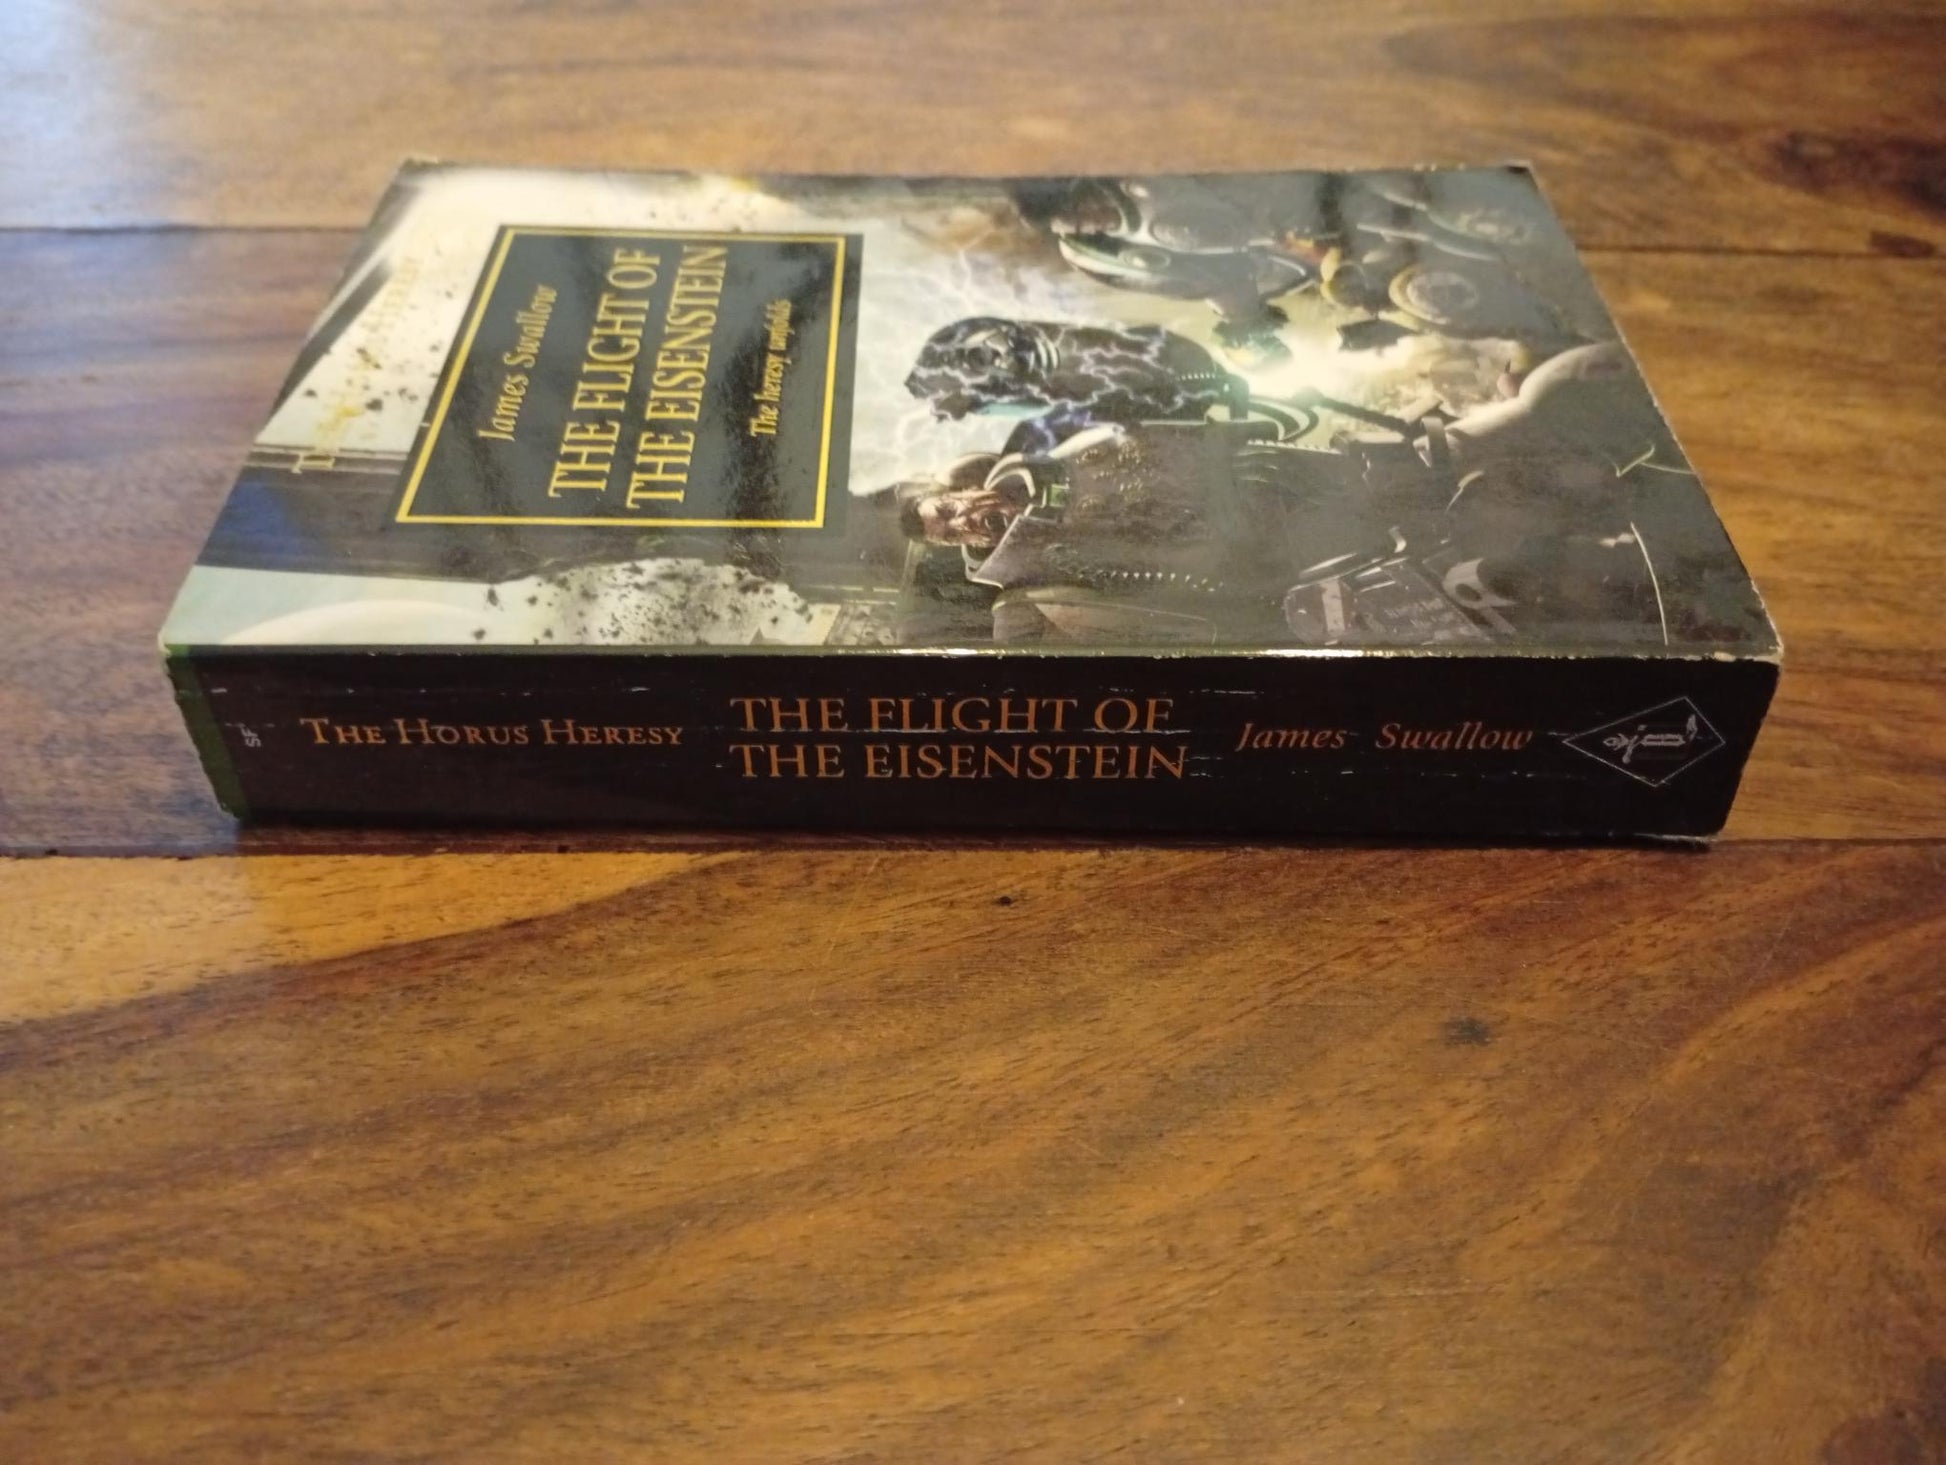 James Swallow
THE FLIGHT OF
THE EISENSTEIN
The heresy unfolds
SF
THE HORUS HERESY
THE FLIGHT OF
THE EISENSTEIN
James Swallow